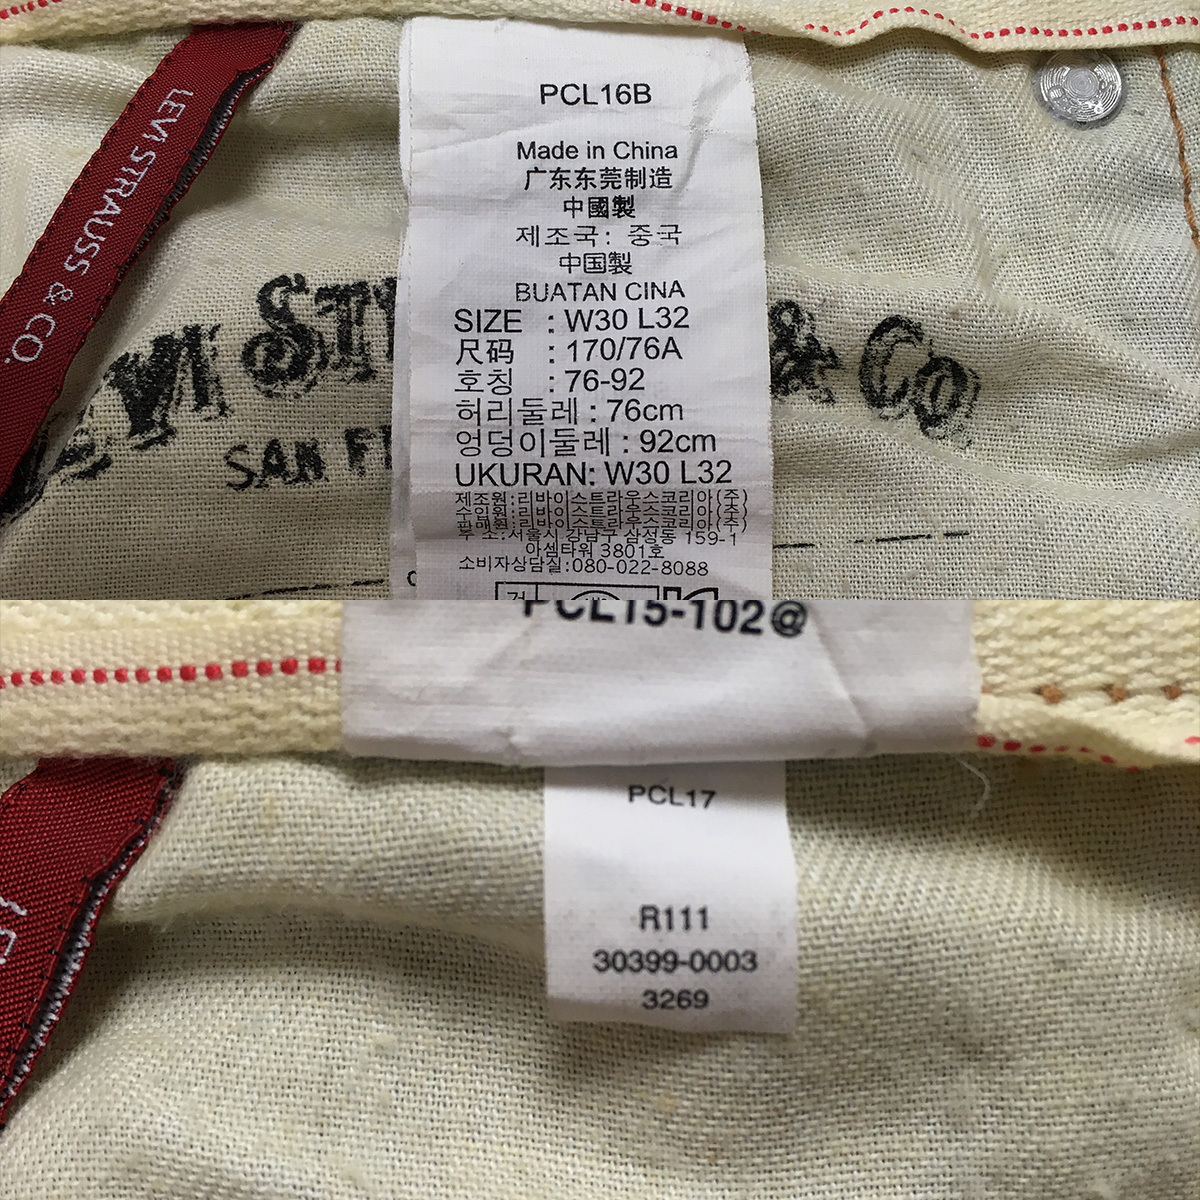 LEVI STRAUSS & CO.
PCL16B
Made in China
广东东莞制造
中國製
제조국: 중국
中国製
BUATAN CINA
SIZE : W30 L32
尺码 : 170/76A
호칭 : 76-92
허리둘레 : 76cm
엉덩이둘레 : 92cm
UKURAN: W30 L32
제조원:리바이스트라우스코리아(주)
수입원:리바이스트라우스코리아(주)
판매원:리바이스트라우스코리아(주)
주 소:서울시 강남구 삼성동 159-1
아셈타워 3801호
소비자상담실:080-022-8088
& Co.
SAN
PCL15-102@
PCL17
R111
30399-0003
3269